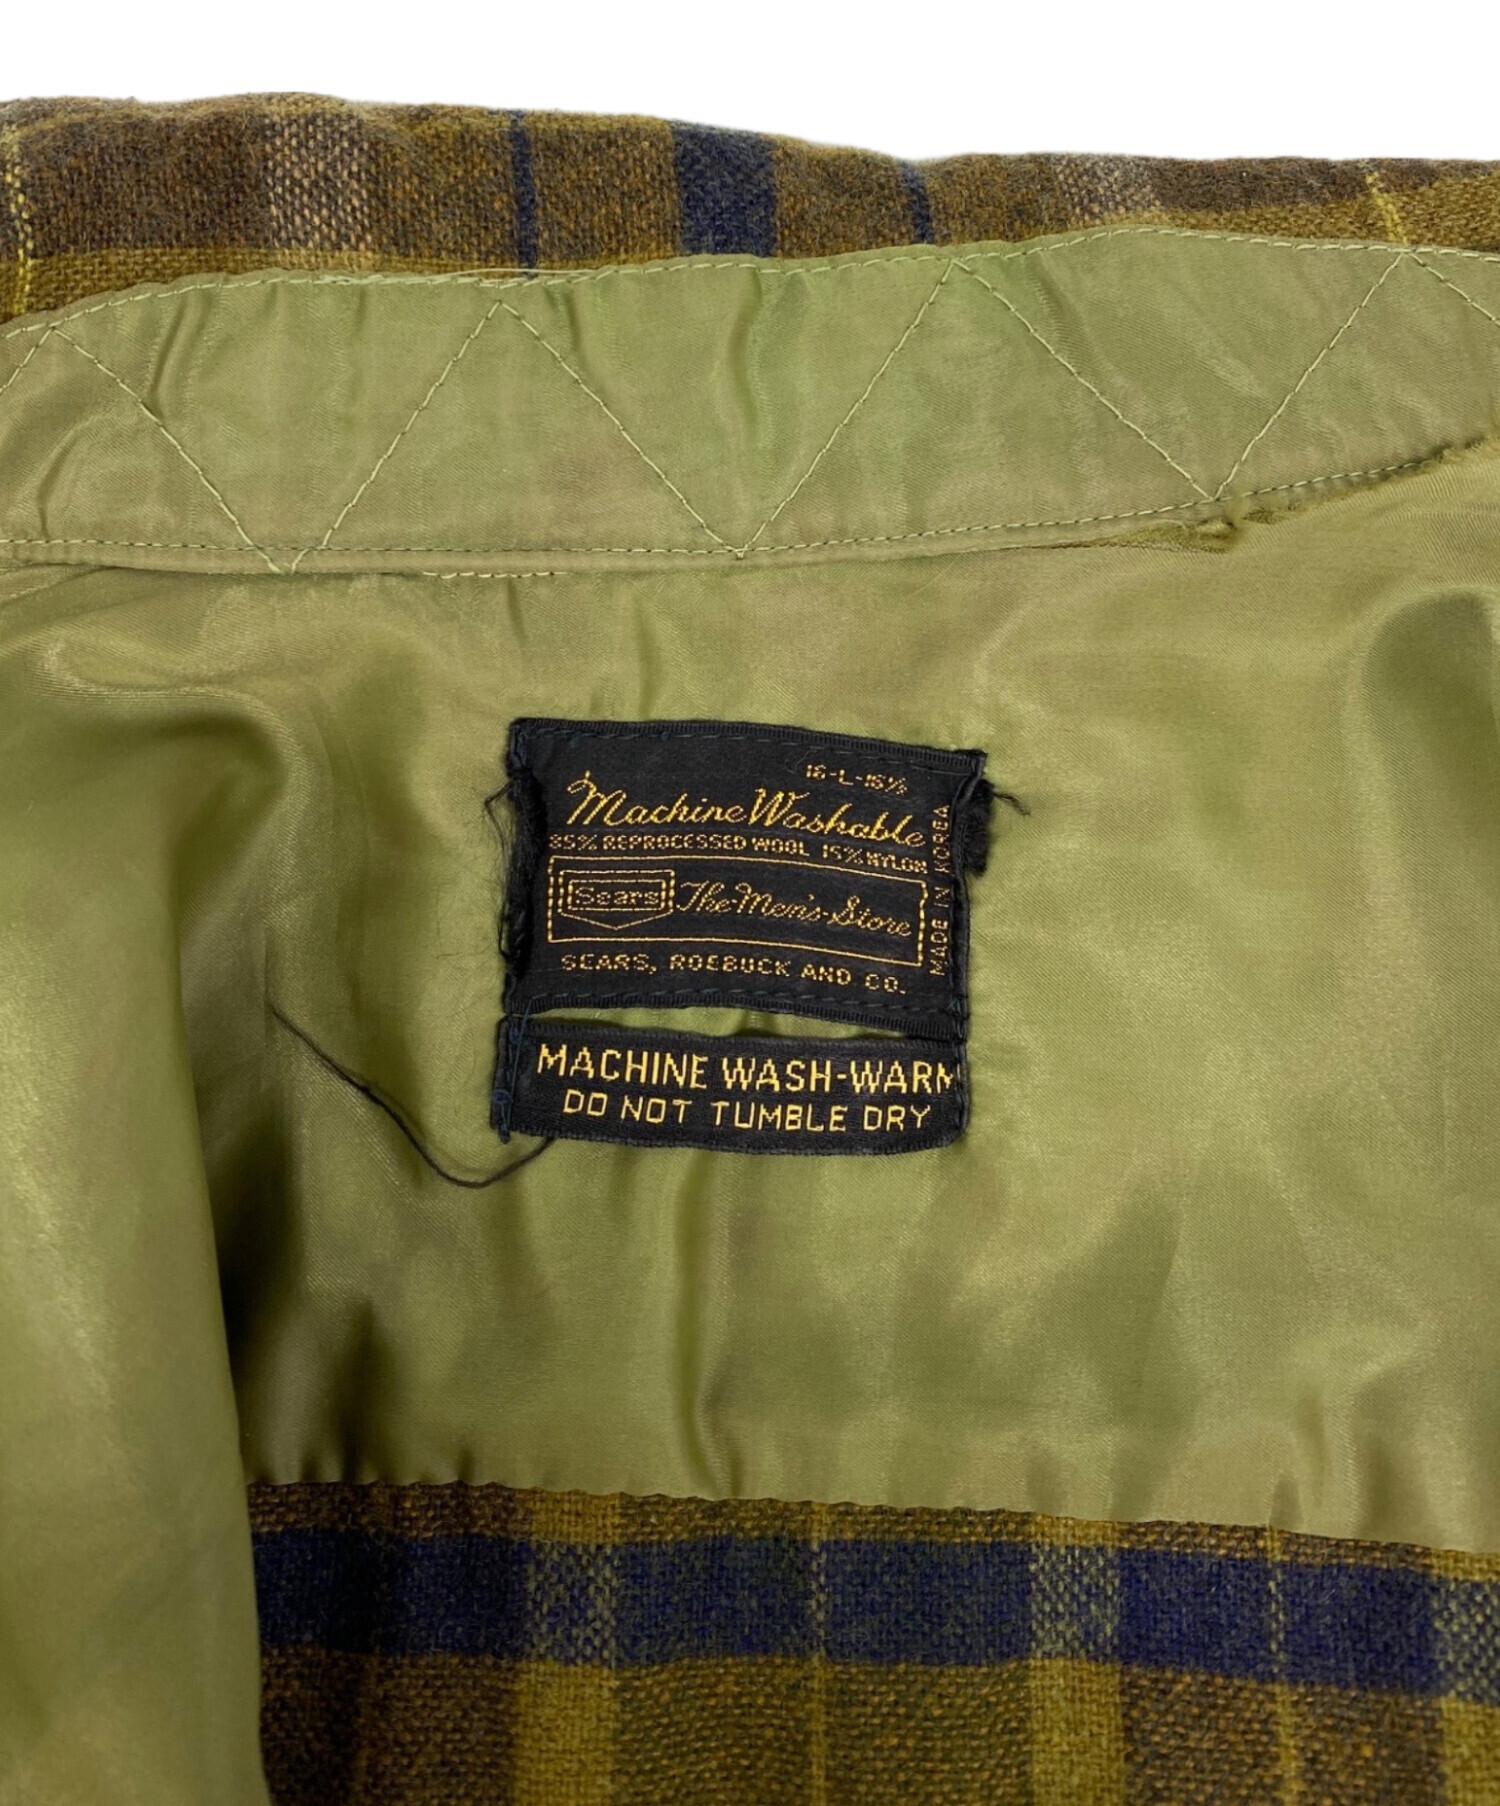 16-L-16½
Machine Washable
85% REPROCESSED WOOL 15% NYLON
Sears The Men's Store
SEARS, ROEBUCK AND CO.
MADE IN KOREA
MACHINE WASH-WARM
DO NOT TUMBLE DRY